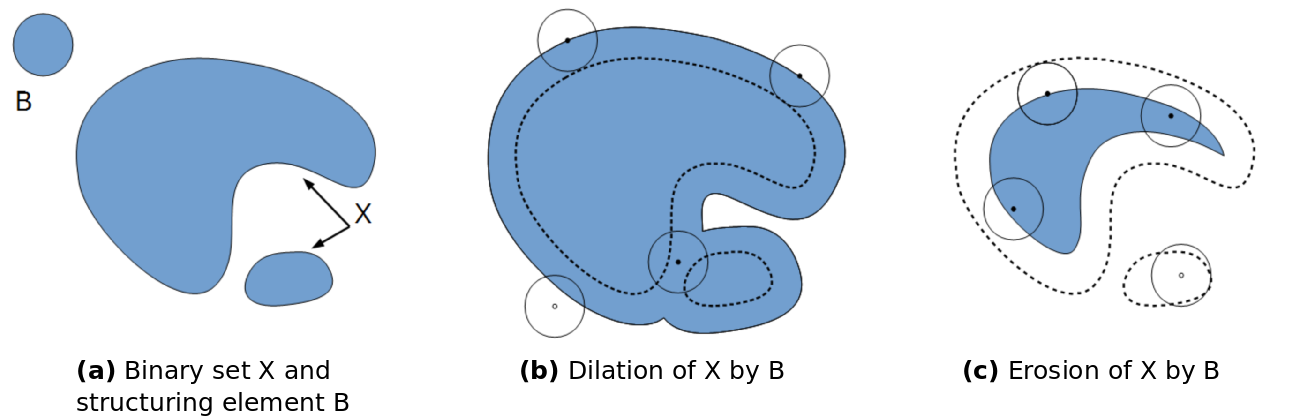 B
X
(a) Binary set X and
structuring element B
(b) Dilation of X by B
(c) Erosion of X by B